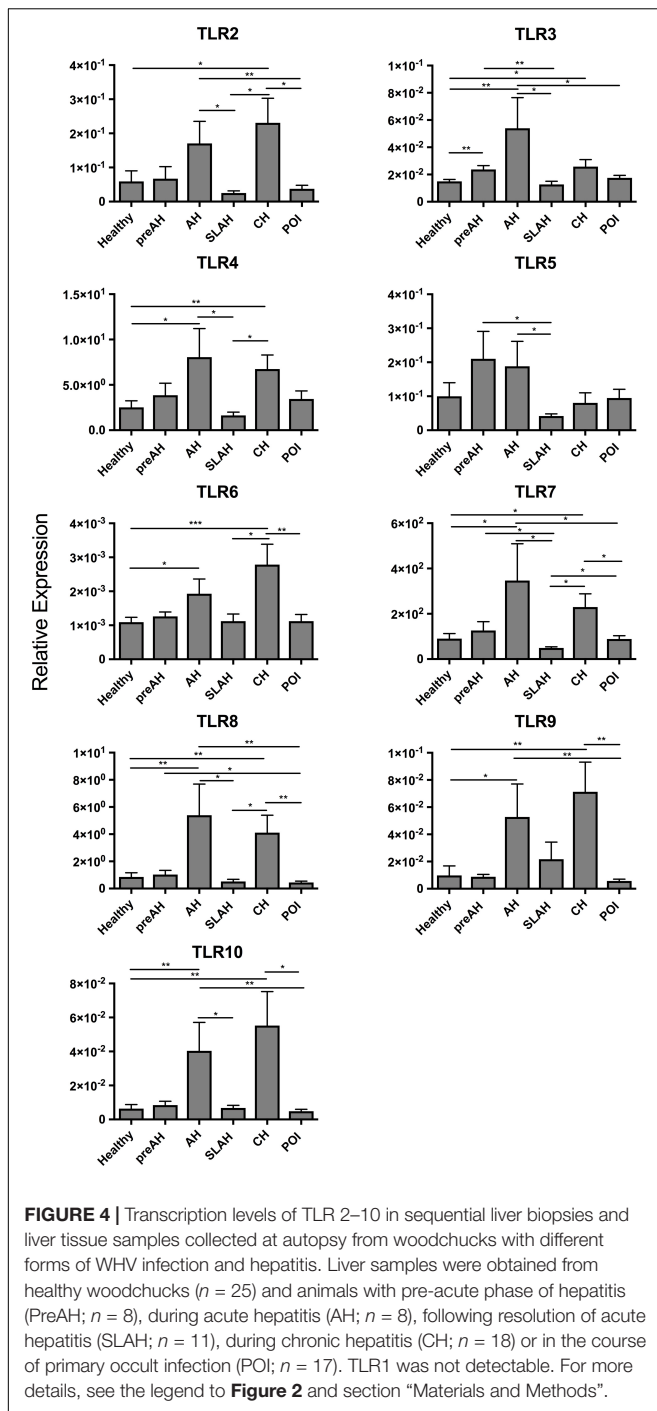 TLR2
4×10⁻¹
3×10⁻¹
2×10⁻¹
1×10⁻¹
0
*
**
*
*
*
Healthy
preAH
AH
SLAH
CH
POI
TLR3
1×10⁻¹
8×10⁻²
6×10⁻²
4×10⁻²
2×10⁻²
0
**
*
**
*
*
**
Healthy
preAH
AH
SLAH
CH
POI
TLR4
1.5×10¹
1.0×10¹
5.0×10⁰
0.0
**
*
*
*
Healthy
preAH
AH
SLAH
CH
POI
TLR5
4×10⁻¹
3×10⁻¹
2×10⁻¹
1×10⁻¹
0
*
*
Healthy
preAH
AH
SLAH
CH
POI
Relative Expression
TLR6
4×10⁻³
3×10⁻³
2×10⁻³
1×10⁻³
0
***
*
**
*
Healthy
preAH
AH
SLAH
CH
POI
TLR7
6×10²
4×10²
2×10²
0
*
*
*
*
*
*
*
*
Healthy
preAH
AH
SLAH
CH
POI
TLR8
1×10¹
8×10⁰
6×10⁰
4×10⁰
2×10⁰
0
**
**
**
*
*
*
**
Healthy
preAH
AH
SLAH
CH
POI
TLR9
1×10⁻¹
8×10⁻²
6×10⁻²
4×10⁻²
2×10⁻²
0
**
**
**
*
Healthy
preAH
AH
SLAH
CH
POI
TLR10
8×10⁻²
6×10⁻²
4×10⁻²
2×10⁻²
0
**
*
**
**
*
Healthy
preAH
AH
SLAH
CH
POI
FIGURE 4 | Transcription levels of TLR 2–10 in sequential liver biopsies and
liver tissue samples collected at autopsy from woodchucks with different
forms of WHV infection and hepatitis. Liver samples were obtained from
healthy woodchucks (n = 25) and animals with pre-acute phase of hepatitis
(PreAH; n = 8), during acute hepatitis (AH; n = 8), following resolution of acute
hepatitis (SLAH; n = 11), during chronic hepatitis (CH; n = 18) or in the course
of primary occult infection (POI; n = 17). TLR1 was not detectable. For more
details, see the legend to Figure 2 and section “Materials and Methods”.